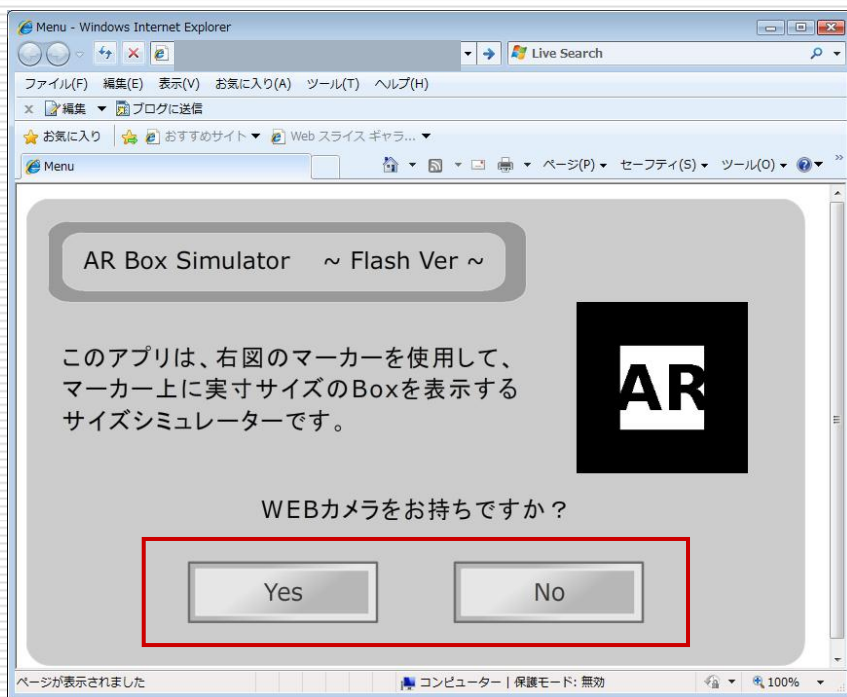 Menu - Windows Internet Explorer
Live Search
ファイル(F) 編集(E) 表示(V) お気に入り(A) ツール(T) ヘルプ(H)
x 編集 ブログに送信
お気に入り おすすめサイト Web スライス ギャラ...
Menu ページ(P) セーフティ(S) ツール(O) »
AR Box Simulator ~ Flash Ver ~
このアプリは、右図のマーカーを使用して、
マーカー上に実寸サイズのBoxを表示する
サイズシミュレーターです。
AR
WEBカメラをお持ちですか？
Yes No
ページが表示されました コンピューター | 保護モード: 無効 100%